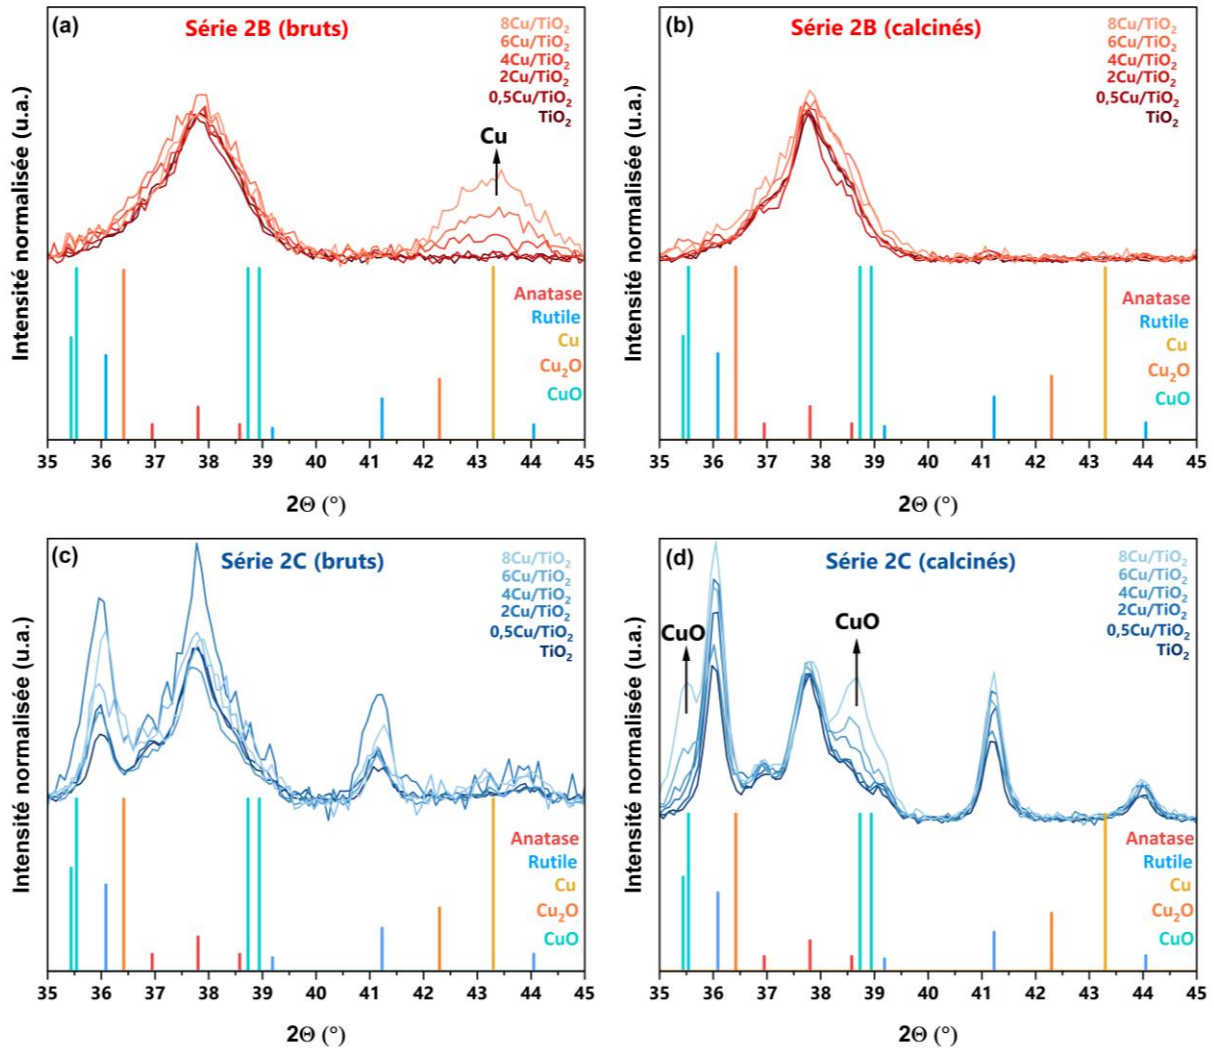 (a)
Série 2B (bruts)
8Cu/TiO2
6Cu/TiO2
4Cu/TiO2
2Cu/TiO2
0,5Cu/TiO2
TiO2
Cu
Intensité normalisée (u.a.)
Anatase
Rutile
Cu
Cu2O
CuO
35 36 37 38 39 40 41 42 43 44 45
2Θ (°)
(b)
Série 2B (calcinés)
8Cu/TiO2
6Cu/TiO2
4Cu/TiO2
2Cu/TiO2
0,5Cu/TiO2
TiO2
Intensité normalisée (u.a.)
Anatase
Rutile
Cu
Cu2O
CuO
35 36 37 38 39 40 41 42 43 44 45
2Θ (°)
(c)
Série 2C (bruts)
8Cu/TiO2
6Cu/TiO2
4Cu/TiO2
2Cu/TiO2
0,5Cu/TiO2
TiO2
Intensité normalisée (u.a.)
Anatase
Rutile
Cu
Cu2O
CuO
35 36 37 38 39 40 41 42 43 44 45
2Θ (°)
(d)
Série 2C (calcinés)
8Cu/TiO2
6Cu/TiO2
4Cu/TiO2
2Cu/TiO2
0,5Cu/TiO2
TiO2
CuO
CuO
Intensité normalisée (u.a.)
Anatase
Rutile
Cu
Cu2O
CuO
35 36 37 38 39 40 41 42 43 44 45
2Θ (°)